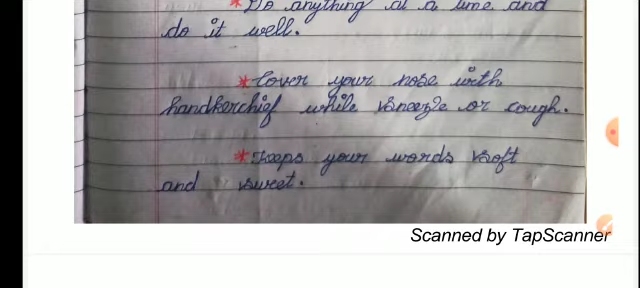 * Do anything at a time and
do it well.
* Cover your nose with
handkerchief while sneezle or cough.
* Keeps your words soft
and sweet.
Scanned by TapScanner